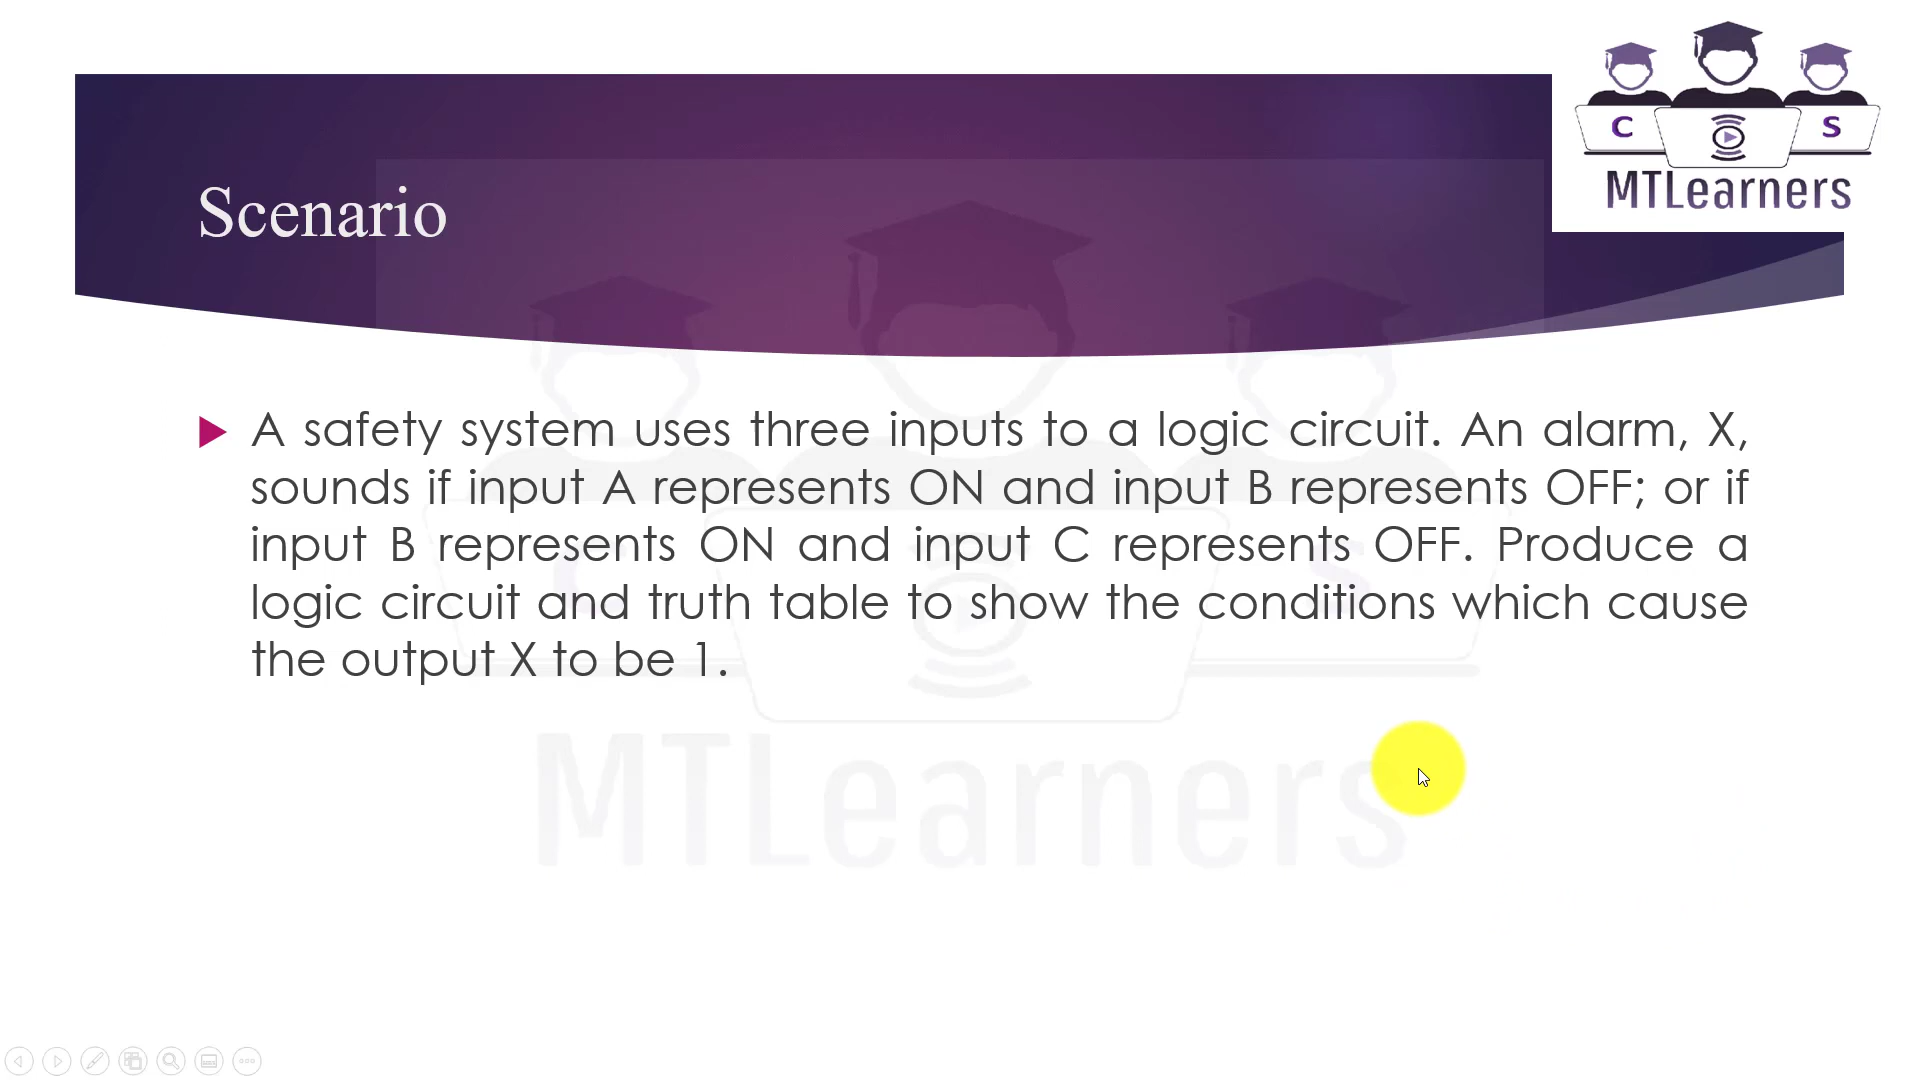 C S
MTLearners
Scenario
A safety system uses three inputs to a logic circuit. An alarm, X,
sounds if input A represents ON and input B represents OFF; or if
input B represents ON and input C represents OFF. Produce a
logic circuit and truth table to show the conditions which cause
the output X to be 1.
MTLearners